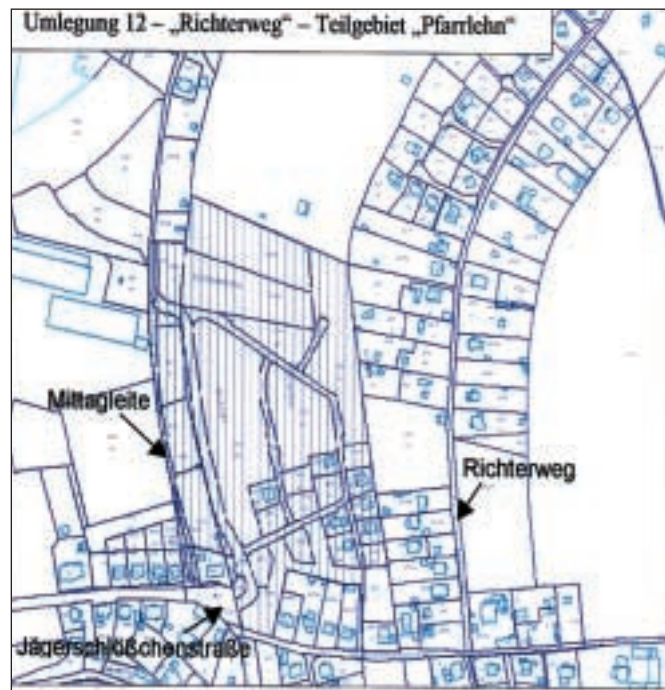 Umlegung 12 – „Richterweg“ – Teilgebiet „Pfarrlehn“
Mittagleite
Richterweg
Jägerschlößchenstraße